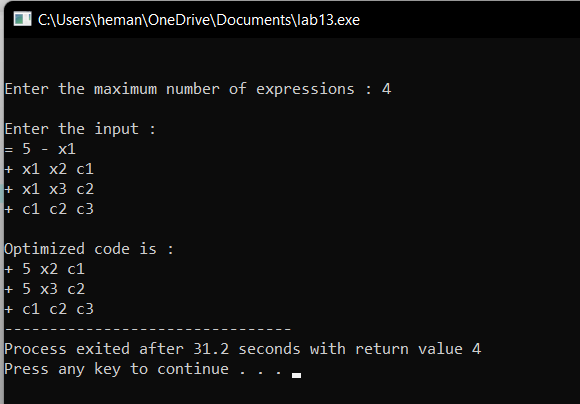 C:\Users\heman\OneDrive\Documents\lab13.exe
Enter the maximum number of expressions : 4
Enter the input :
= 5 - x1
+ x1 x2 c1
+ x1 x3 c2
+ c1 c2 c3
Optimized code is :
+ 5 x2 c1
+ 5 x3 c2
+ c1 c2 c3
--------------------------------
Process exited after 31.2 seconds with return value 4
Press any key to continue . . .